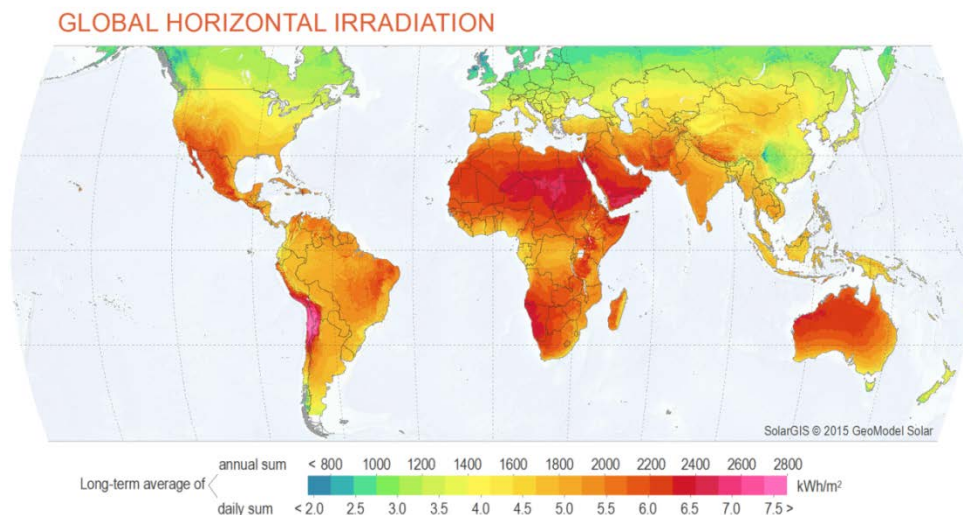 GLOBAL HORIZONTAL IRRADIATION
SolarGIS © 2015 GeoModel Solar
annual sum < 800 1000 1200 1400 1600 1800 2000 2200 2400 2600 2800
Long-term average of kWh/m²
daily sum < 2.0 2.5 3.0 3.5 4.0 4.5 5.0 5.5 6.0 6.5 7.0 7.5 >